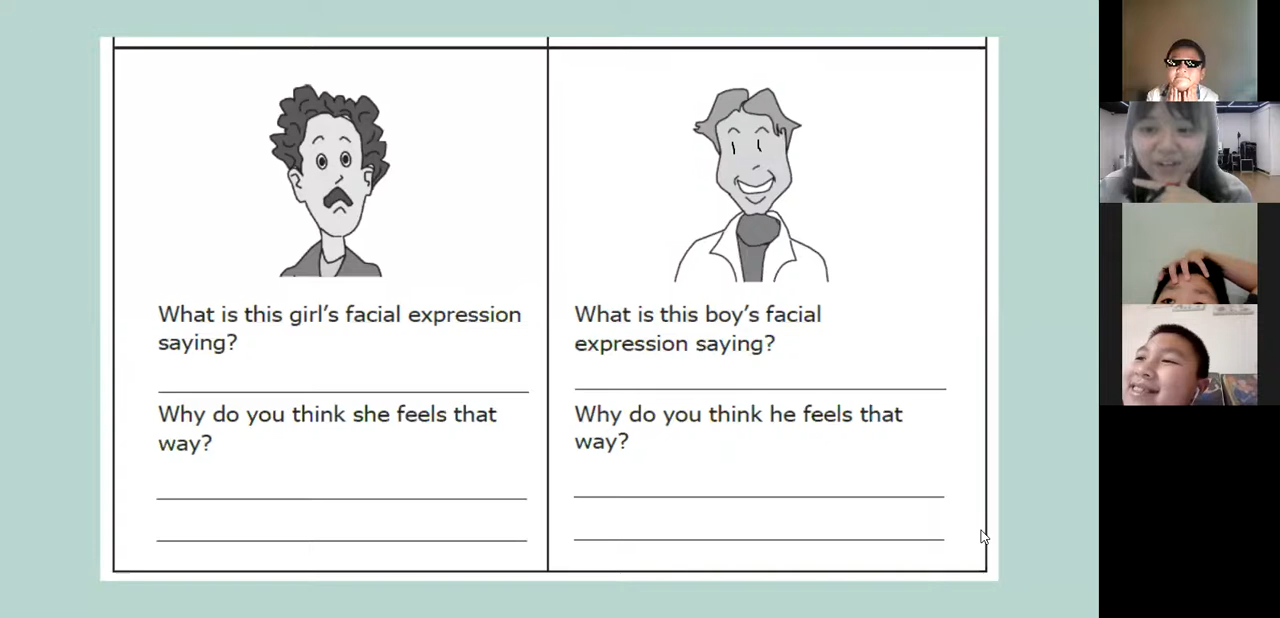 What is this girl's facial expression
saying?
Why do you think she feels that
way?
What is this boy's facial
expression saying?
Why do you think he feels that
way?